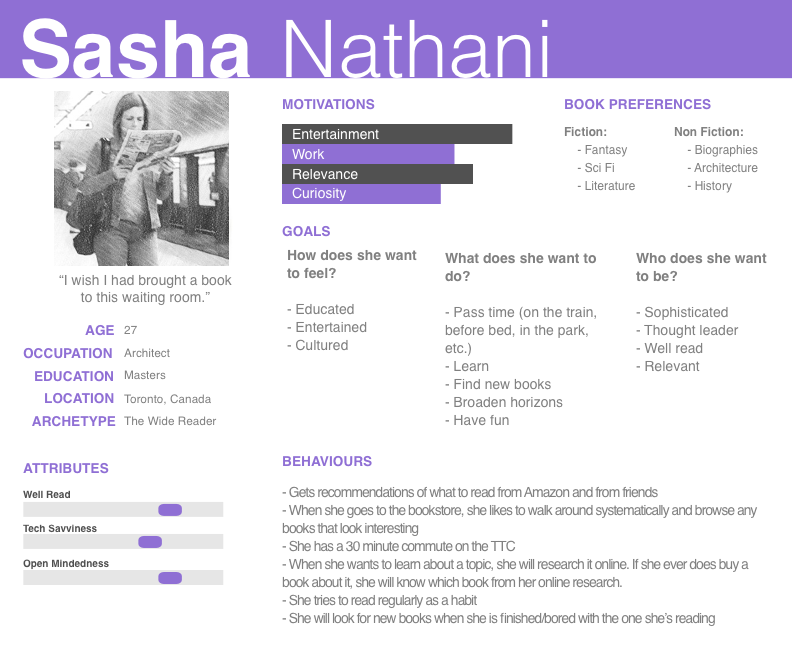 Sasha Nathani
“I wish I had brought a book
to this waiting room.”
AGE 27
OCCUPATION Architect
EDUCATION Masters
LOCATION Toronto, Canada
ARCHETYPE The Wide Reader
ATTRIBUTES
Well Read
Tech Savviness
Open Mindedness
MOTIVATIONS
Entertainment
Work
Relevance
Curiosity
BOOK PREFERENCES
Fiction:
- Fantasy
- Sci Fi
- Literature
Non Fiction:
- Biographies
- Architecture
- History
GOALS
How does she want
to feel?
- Educated
- Entertained
- Cultured
What does she want to
do?
- Pass time (on the train,
before bed, in the park,
etc.)
- Learn
- Find new books
- Broaden horizons
- Have fun
Who does she want
to be?
- Sophisticated
- Thought leader
- Well read
- Relevant
BEHAVIOURS
- Gets recommendations of what to read from Amazon and from friends
- When she goes to the bookstore, she likes to walk around systematically and browse any
books that look interesting
- She has a 30 minute commute on the TTC
- When she wants to learn about a topic, she will research it online. If she ever does buy a
book about it, she will know which book from her online research.
- She tries to read regularly as a habit
- She will look for new books when she is finished/bored with the one she’s reading